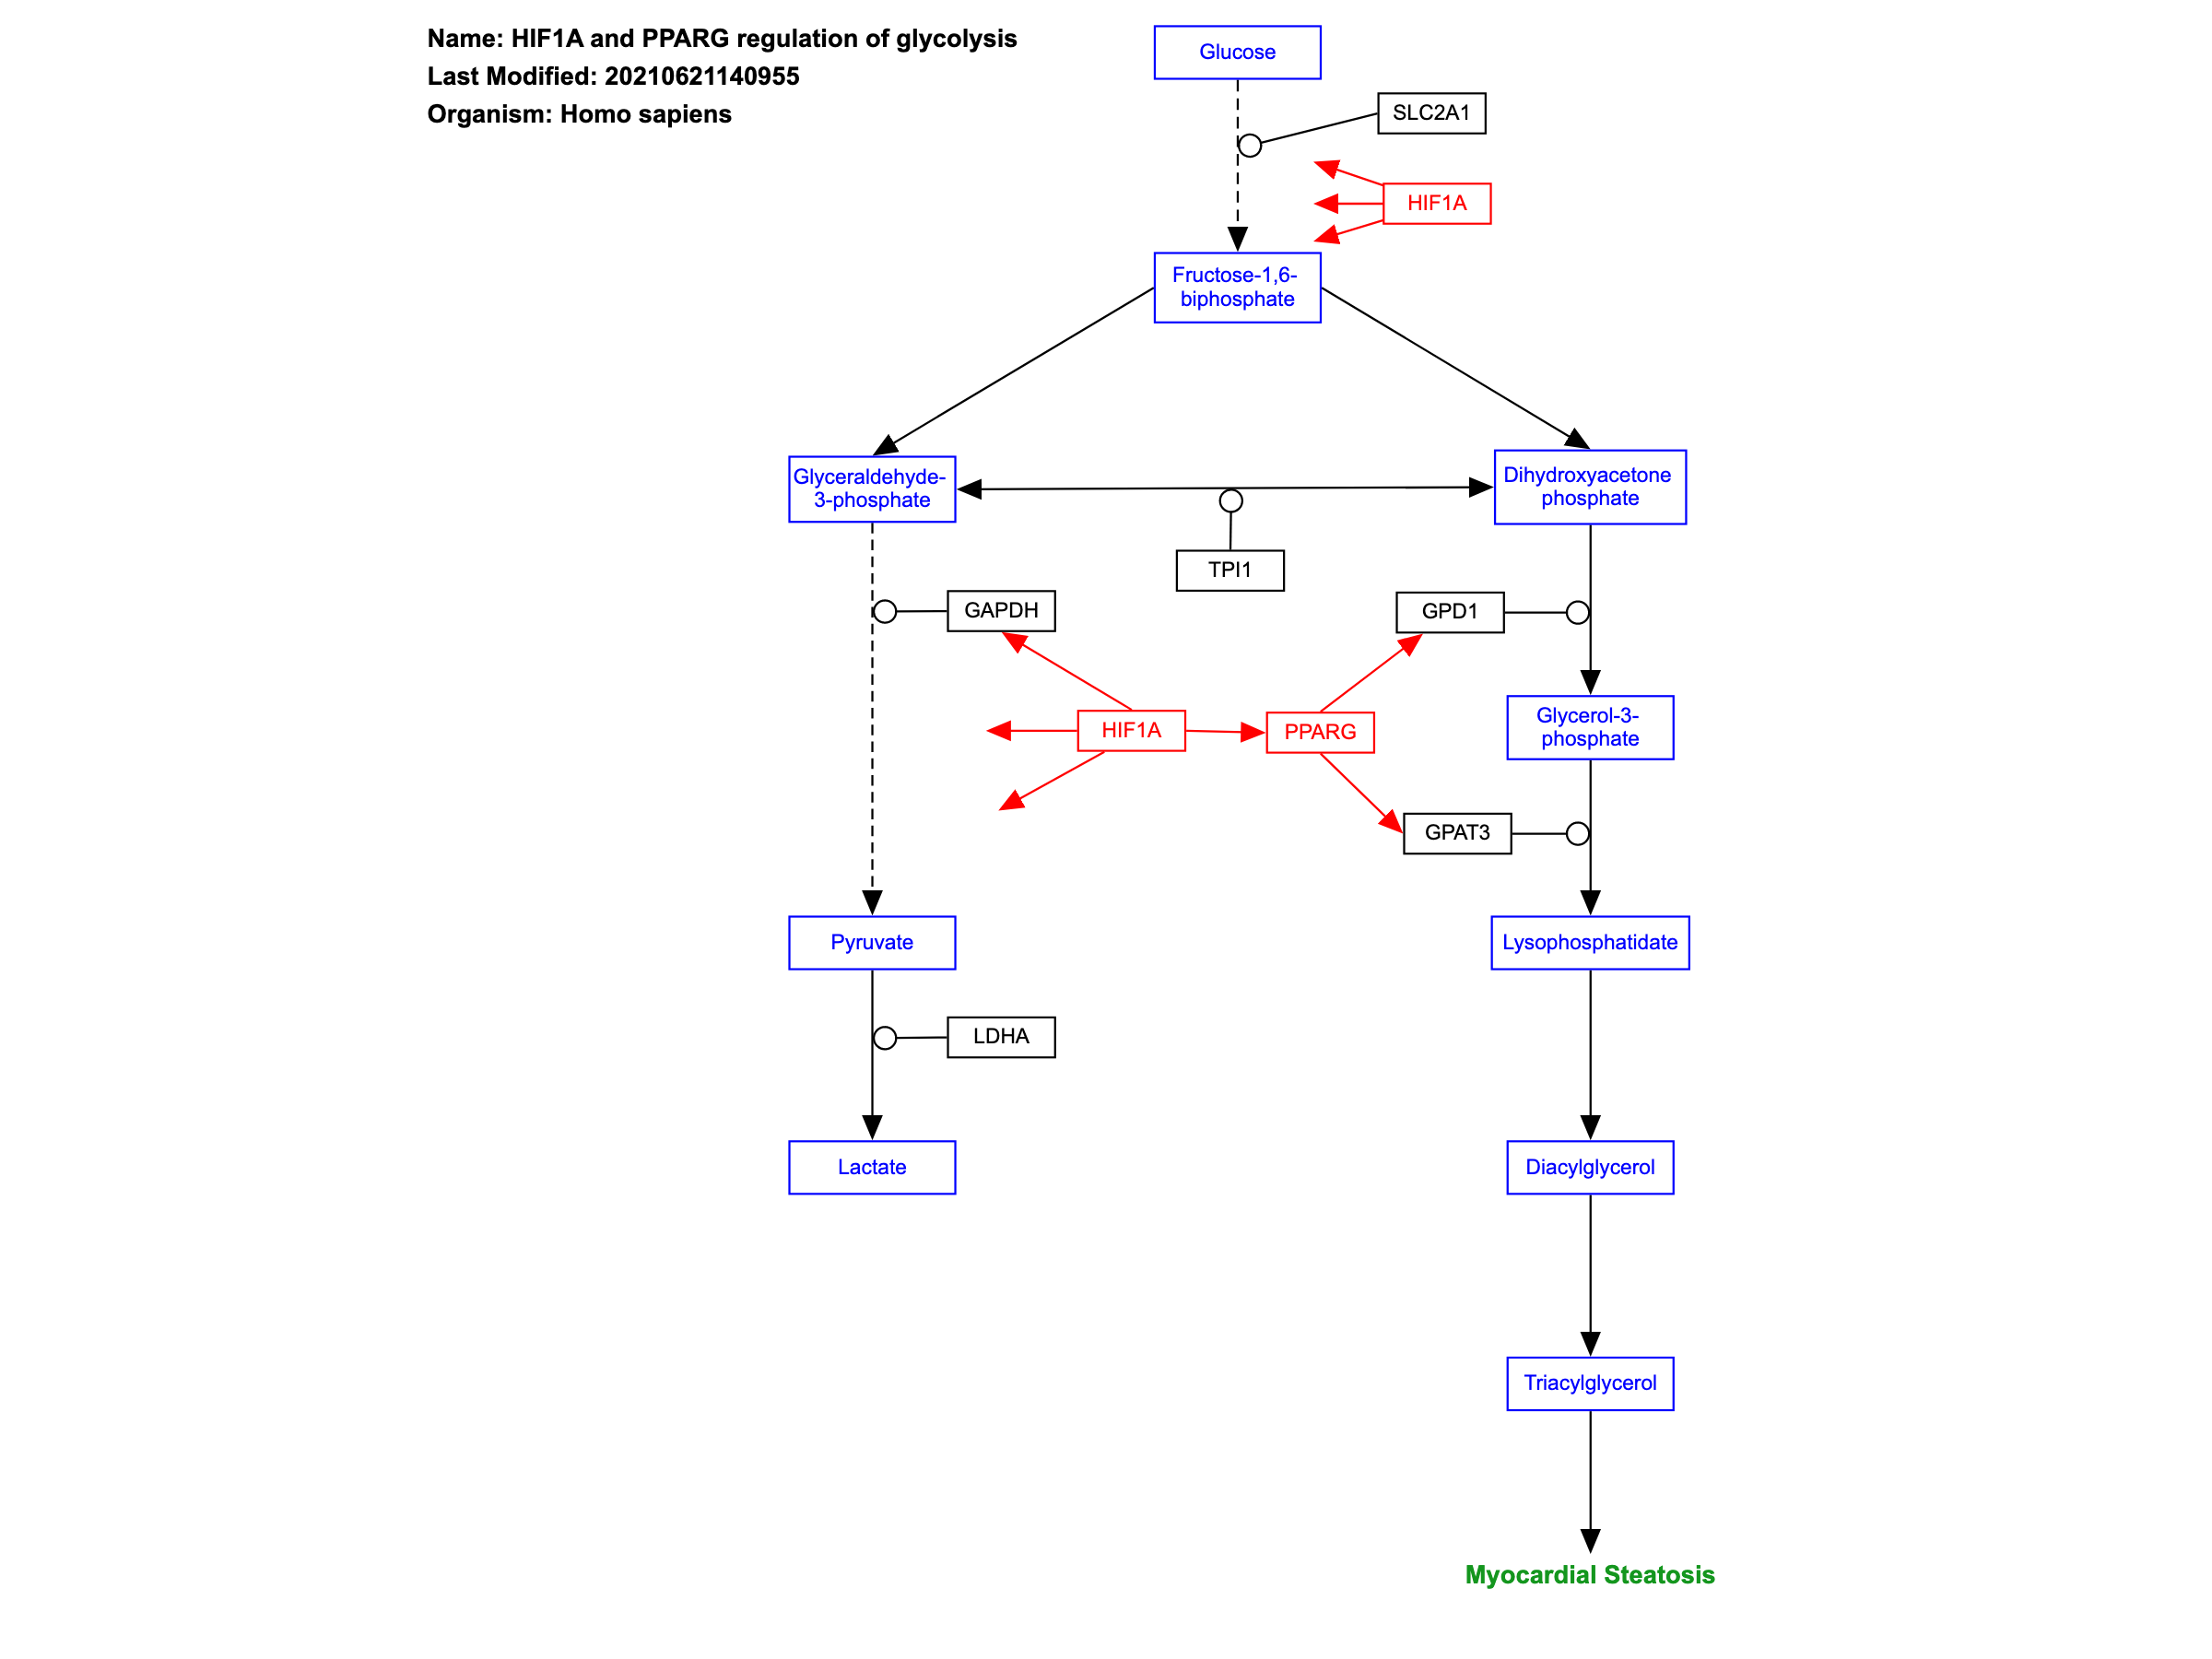 Name: HIF1A and PPARG regulation of glycolysis
Last Modified: 20210621140955
Organism: Homo sapiens
Glucose
SLC2A1
HIF1A
Fructose-1,6-
biphosphate
Glyceraldehyde-
3-phosphate
Dihydroxyacetone
phosphate
TPI1
GAPDH
GPD1
HIF1A
PPARG
Glycerol-3-
phosphate
GPAT3
Pyruvate
Lysophosphatidate
LDHA
Lactate
Diacylglycerol
Triacylglycerol
Myocardial Steatosis